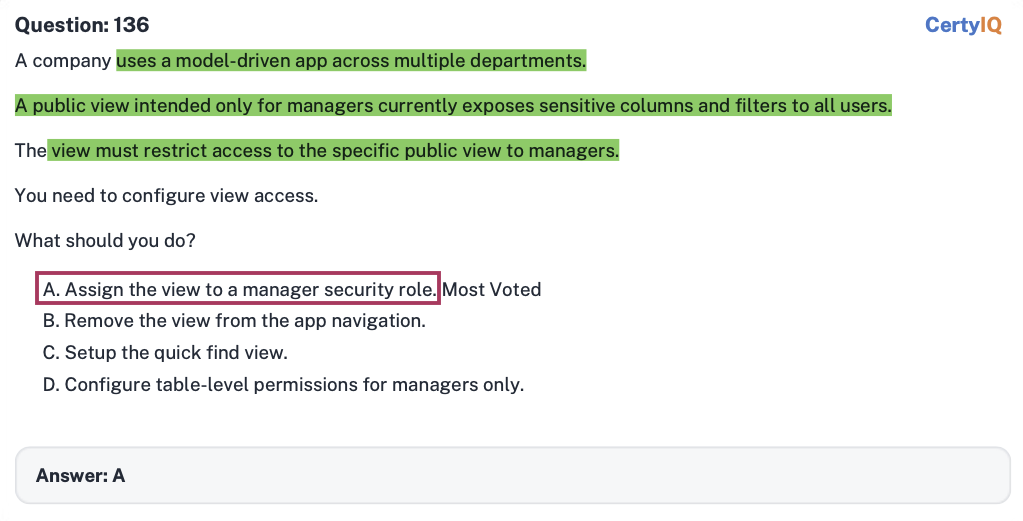 Question: 136
CertyIQ
A company uses a model-driven app across multiple departments.
A public view intended only for managers currently exposes sensitive columns and filters to all users.
The view must restrict access to the specific public view to managers.
You need to configure view access.
What should you do?
A. Assign the view to a manager security role. Most Voted
B. Remove the view from the app navigation.
C. Setup the quick find view.
D. Configure table-level permissions for managers only.
Answer: A